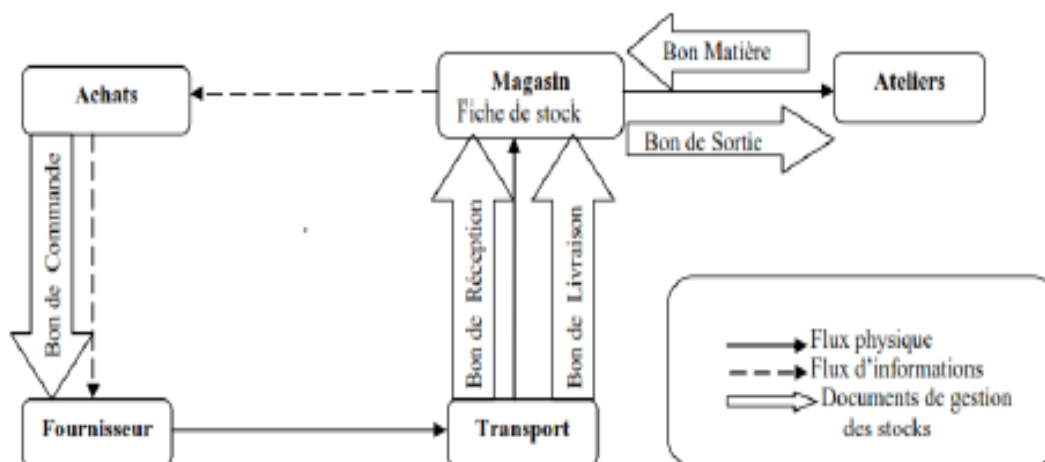 Bon Matière
Achats
Magasin
Fiche de stock
Ateliers
Bon de Sortie
Bon de Commande
Bon de Réception
Bon de Livraison
Flux physique
Flux d'informations
Documents de gestion
des stocks
Fournisseur
Transport